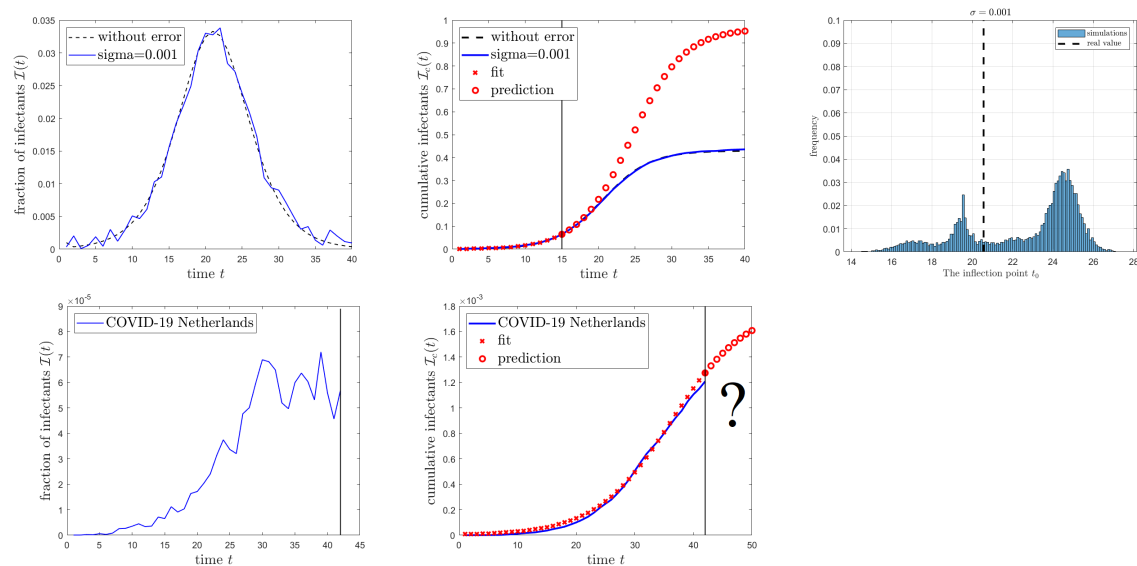 0.035
0.03
0.025
0.02
0.015
0.01
0.005
0
0 5 10 15 20 25 30 35 40
fraction of infectants I(t)
time t
without error
sigma=0.001
1
0.9
0.8
0.7
0.6
0.5
0.4
0.3
0.2
0.1
0
0 5 10 15 20 25 30 35 40
cumulative infectants I_c(t)
time t
without error
sigma=0.001
fit
prediction
σ = 0.001
0.1
0.09
0.08
0.07
0.06
0.05
0.04
0.03
0.02
0.01
0
14 16 18 20 22 24 26 28
frequency
The inflection point t₀
simulations
real value
×10⁻⁵
9
8
7
6
5
4
3
2
1
0
0 5 10 15 20 25 30 35 40 45
fraction of infectants I(t)
time t
COVID-19 Netherlands
×10⁻³
1.8
1.6
1.4
1.2
1
0.8
0.6
0.4
0.2
0
0 10 20 30 40 50
cumulative infectants I_c(t)
time t
COVID-19 Netherlands
fit
prediction
?